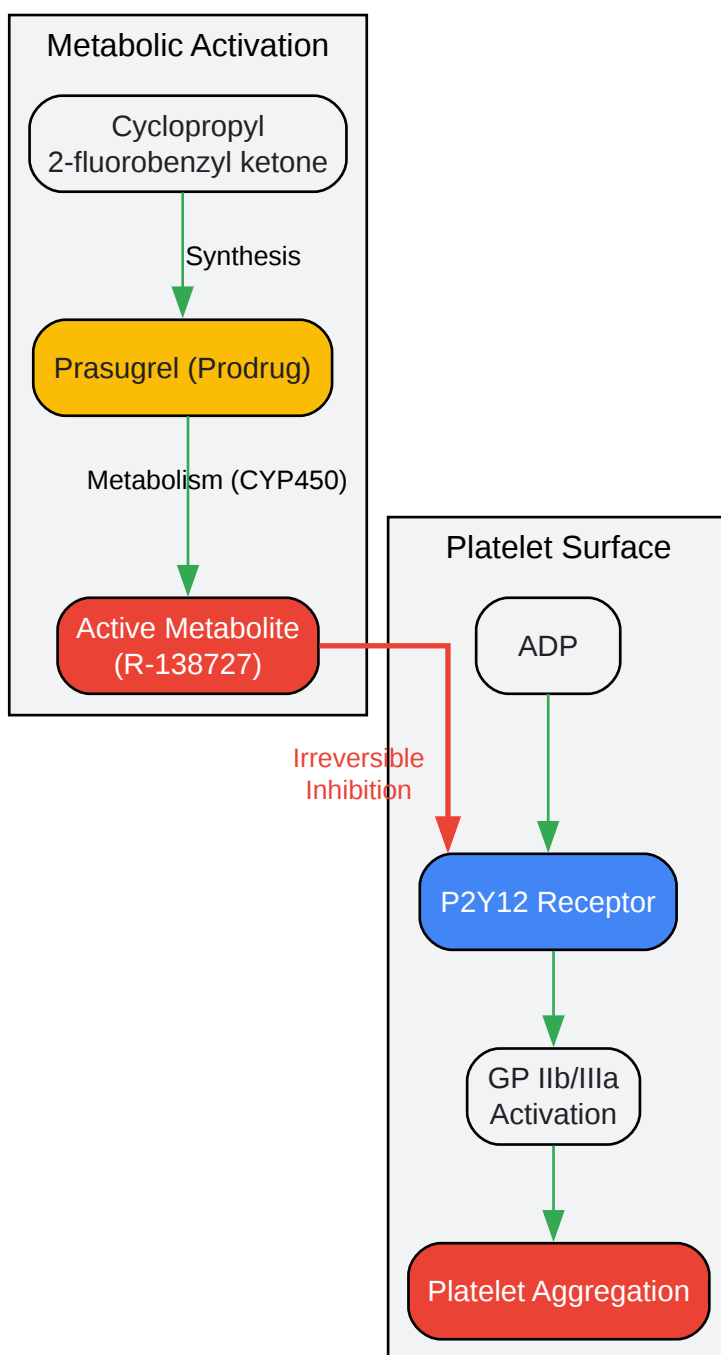 Metabolic Activation
Cyclopropyl
2-fluorobenzyl ketone
Synthesis
Prasugrel (Prodrug)
Metabolism (CYP450)
Active Metabolite
(R-138727)
Irreversible
Inhibition
Platelet Surface
ADP
P2Y12 Receptor
GP IIb/IIIa
Activation
Platelet Aggregation